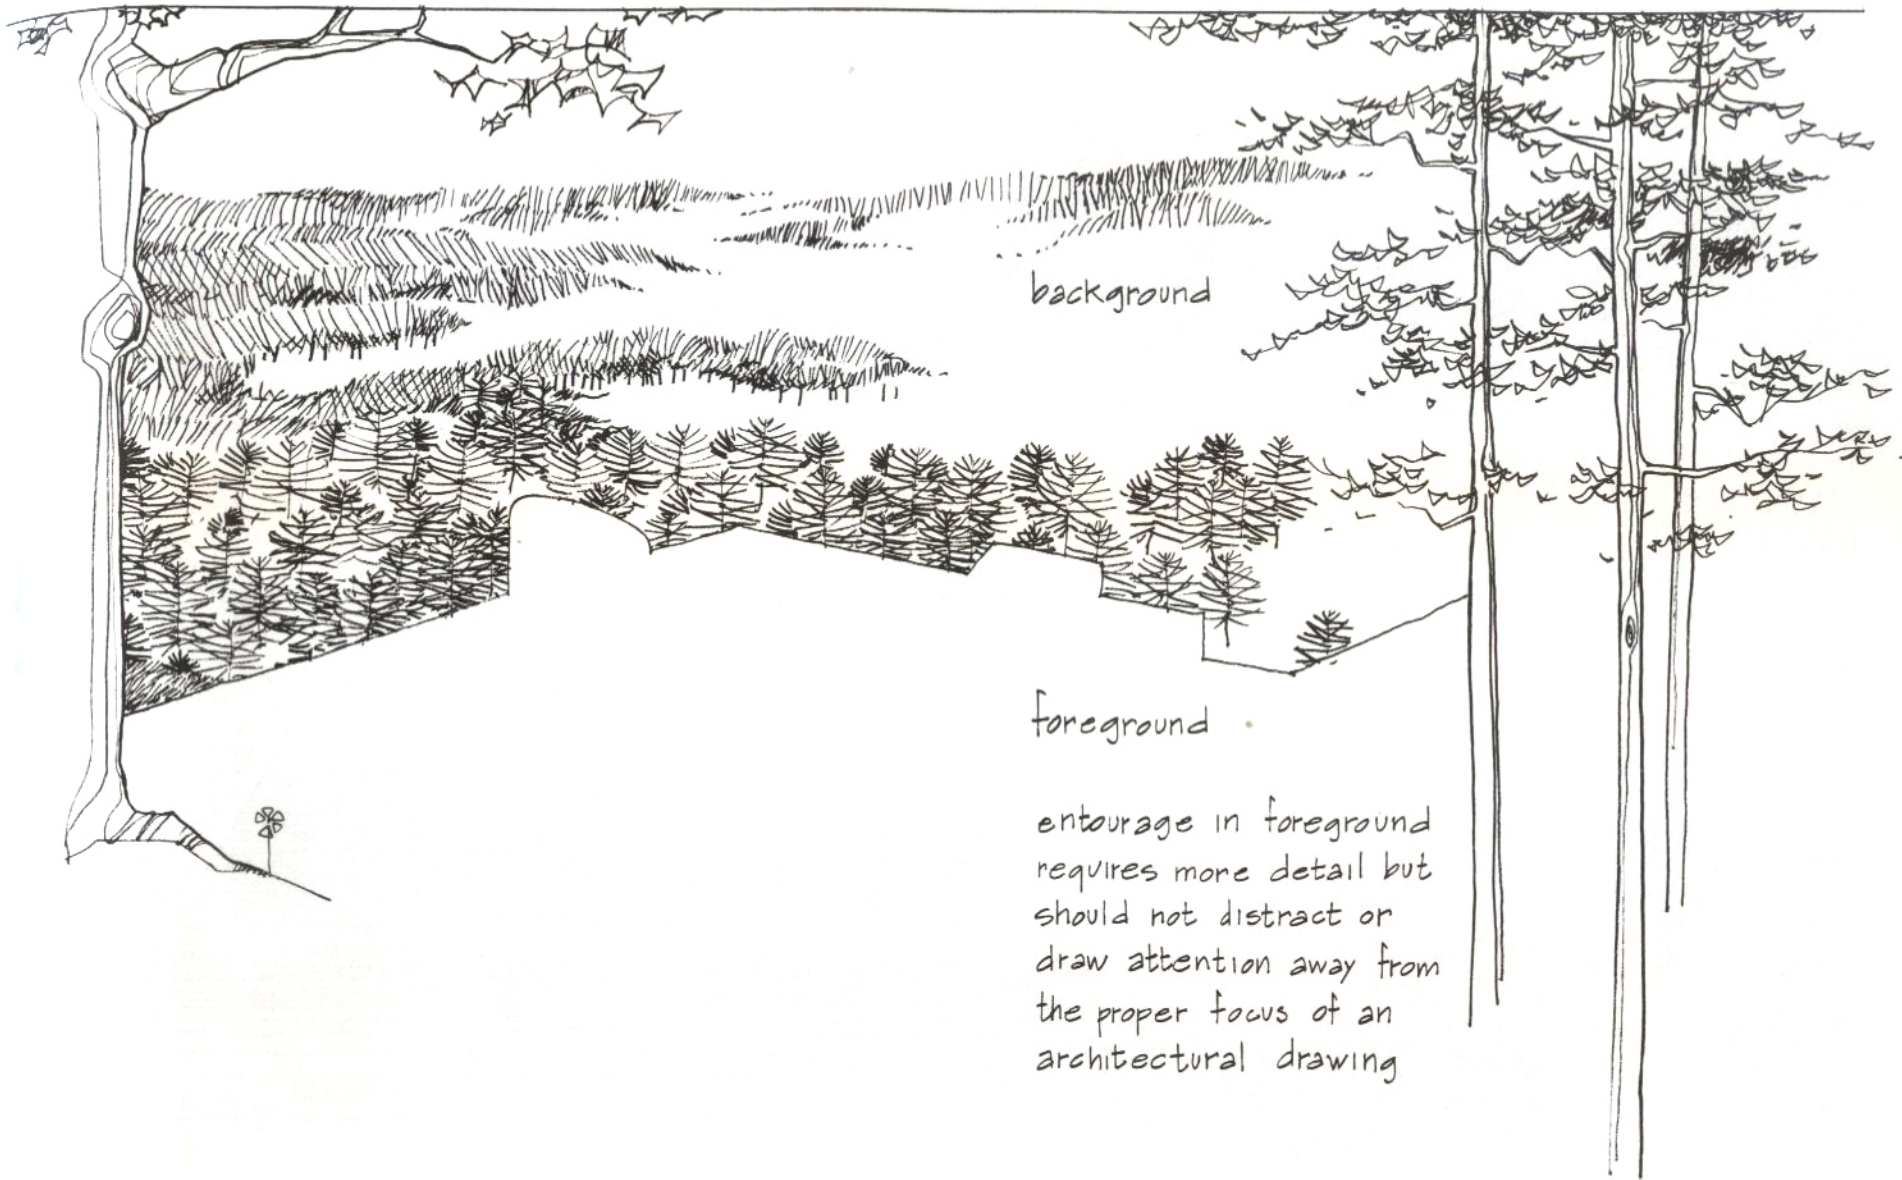 background
foreground
entourage in foreground
requires more detail but
should not distract or
draw attention away from
the proper focus of an
architectural drawing